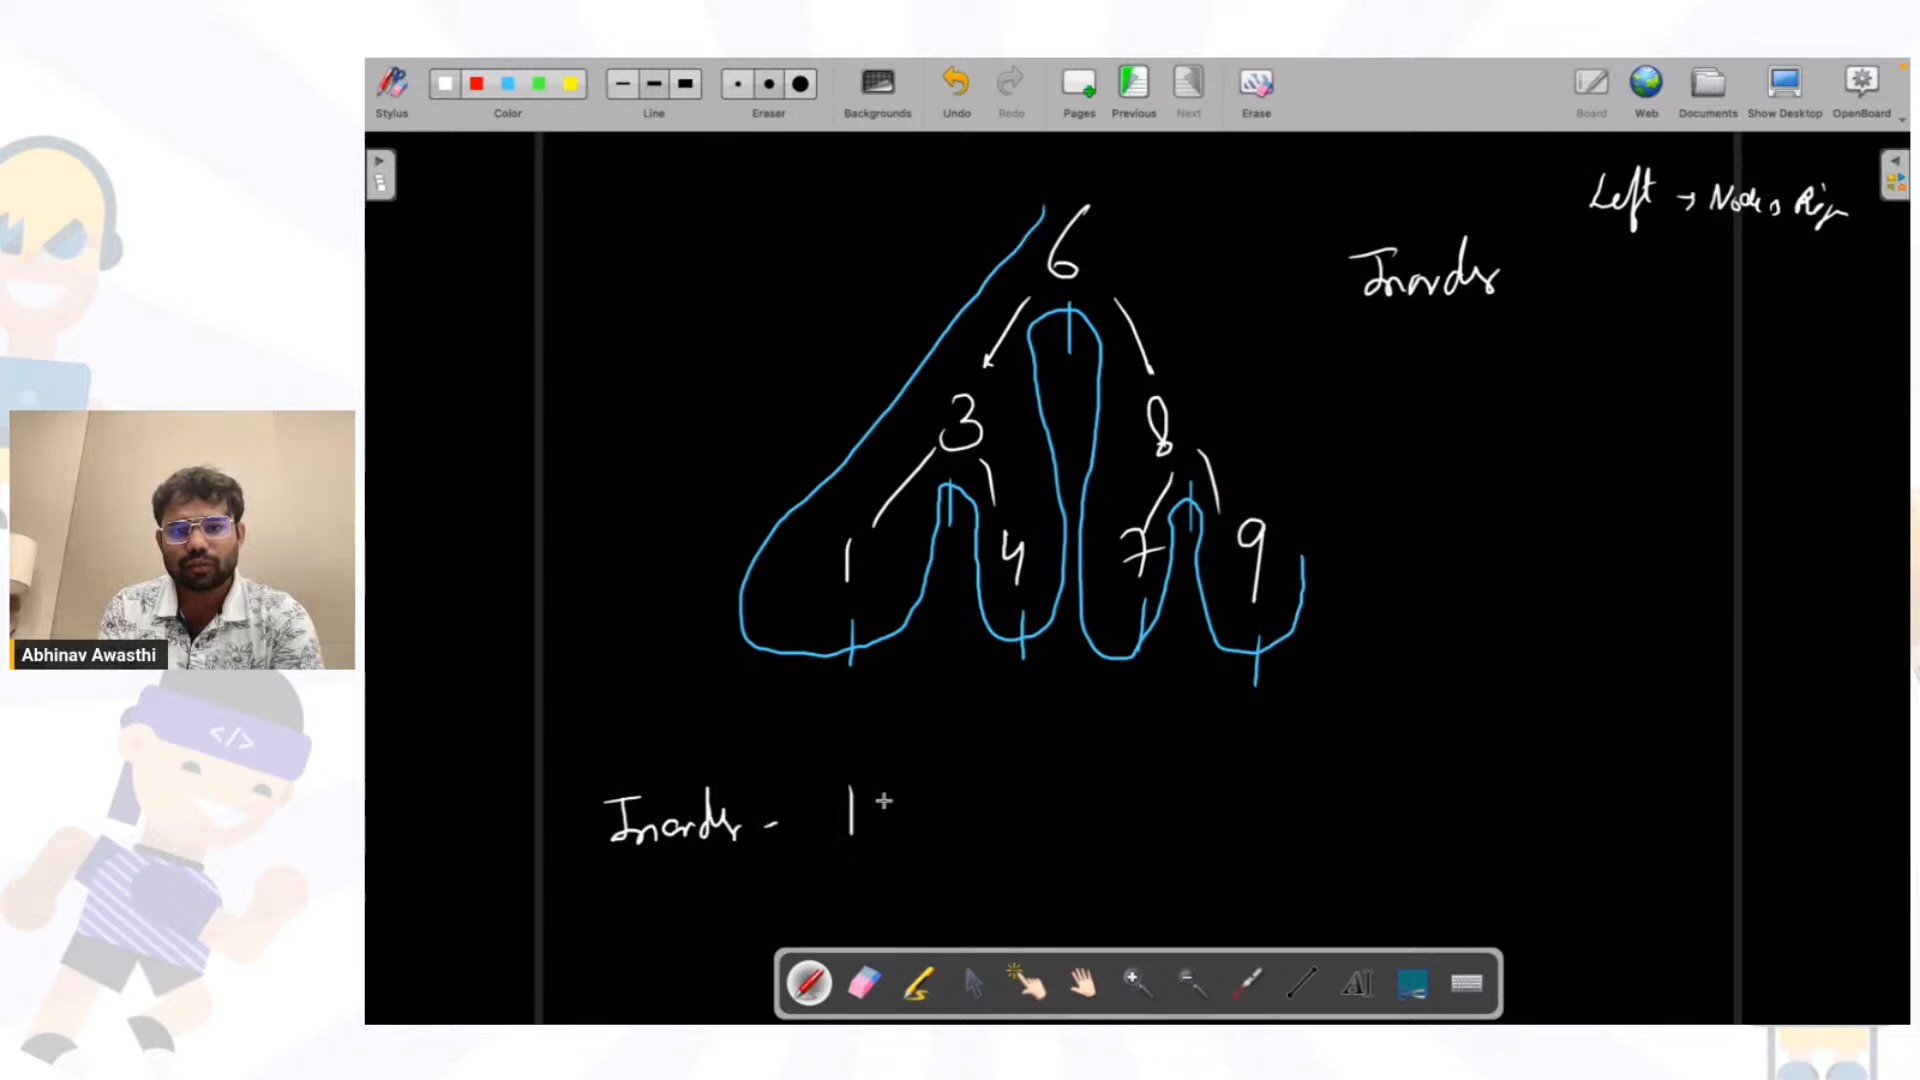 Stylus Color Line Eraser Backgrounds Undo Redo Pages Previous Next Erase Board Web Documents Show Desktop OpenBoard
Left → Node →
Inorder
6
3 8
1 4 7 9
Abhinav Awasthi
</>
Inorder - 1
AI